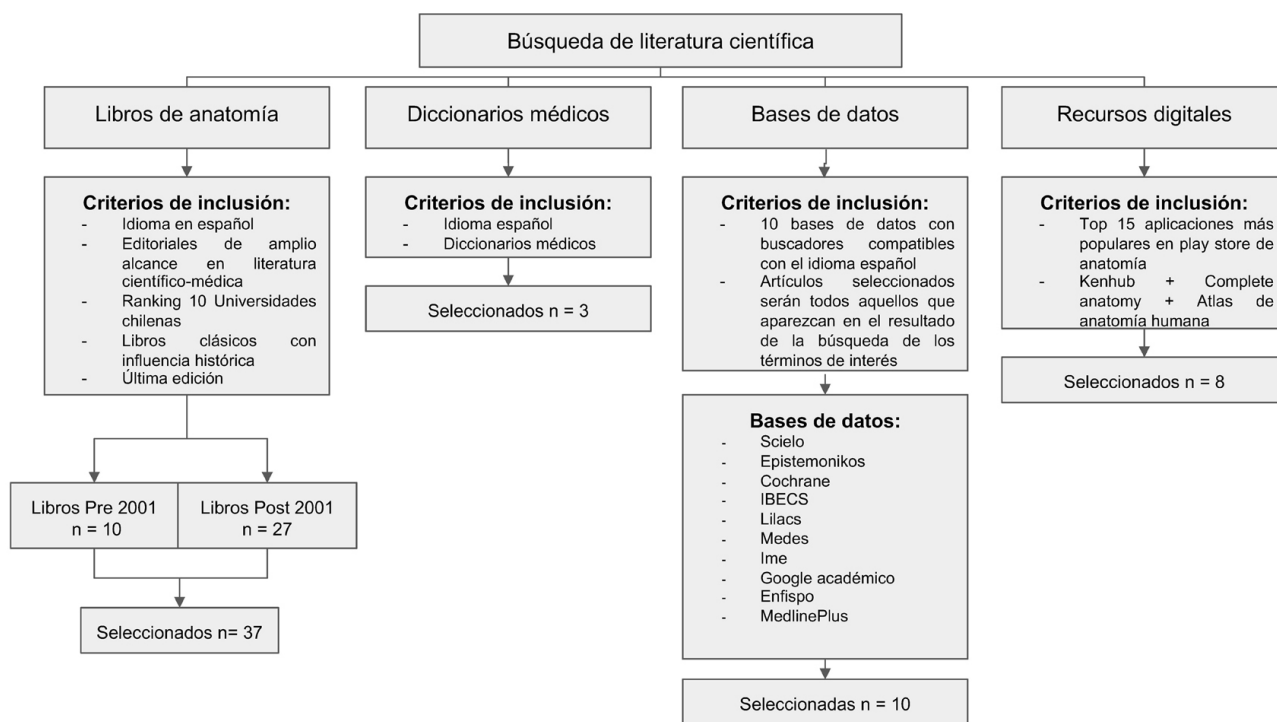 Búsqueda de literatura científica
Libros de anatomía
Criterios de inclusión:
- Idioma en español
- Editoriales de amplio
alcance en literatura
científico-médica
- Ranking 10 Universidades
chilenas
- Libros clásicos con
influencia histórica
- Última edición
Libros Pre 2001
n = 10
Libros Post 2001
n = 27
Seleccionados n= 37
Diccionarios médicos
Criterios de inclusión:
- Idioma español
- Diccionarios médicos
Seleccionados n = 3
Bases de datos
Criterios de inclusión:
- 10 bases de datos con
buscadores compatibles
con el idioma español
- Artículos seleccionados
serán todos aquellos que
aparezcan en el resultado
de la búsqueda de los
términos de interés
Bases de datos:
- Scielo
- Epistemonikos
- Cochrane
- IBECS
- Lilacs
- Medes
- Ime
- Google académico
- Enfispo
- MedlinePlus
Seleccionadas n = 10
Recursos digitales
Criterios de inclusión:
- Top 15 aplicaciones más
populares en play store de
anatomía
- Kenhub + Complete
anatomy + Atlas de
anatomía humana
Seleccionados n = 8